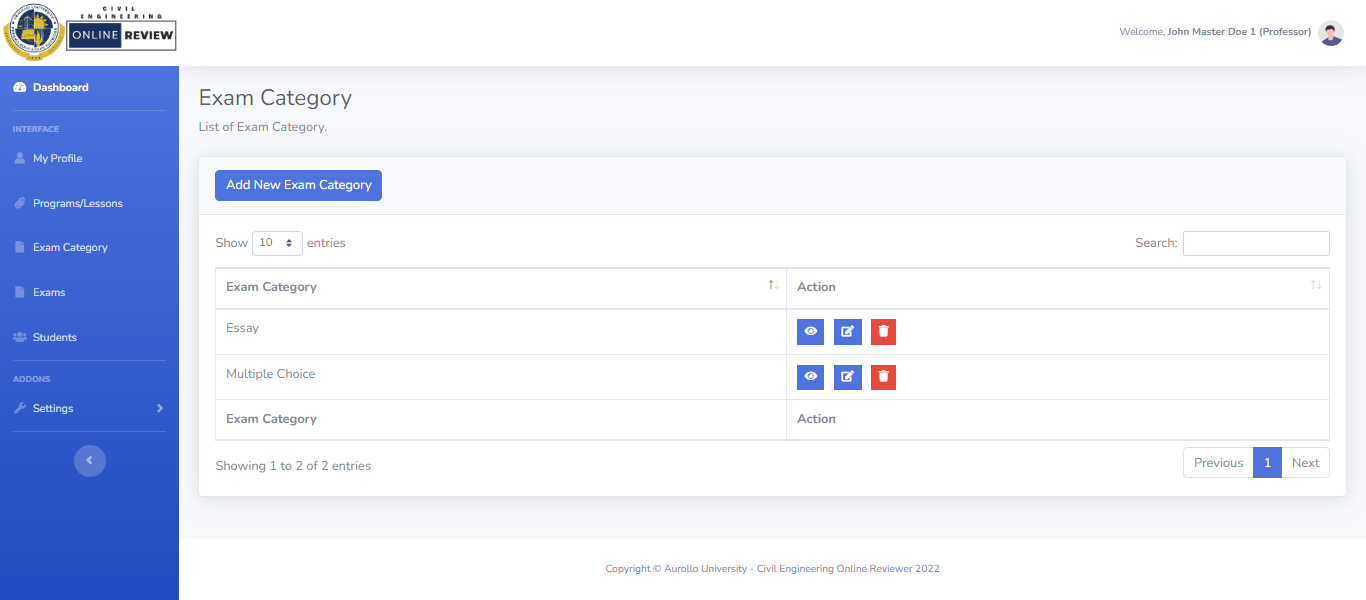 CIVIL
ENGINEERING
ONLINE REVIEW
Welcome, John Master Doe 1 (Professor)
Dashboard
INTERFACE
My Profile
Programs/Lessons
Exam Category
Exams
Students
ADDONS
Settings
Exam Category
List of Exam Category.
Add New Exam Category
Show 10 entries
Search:
Exam Category Action
Essay
Multiple Choice
Exam Category Action
Showing 1 to 2 of 2 entries
Previous 1 Next
Copyright © Aurollo University - Civil Engineering Online Reviewer 2022